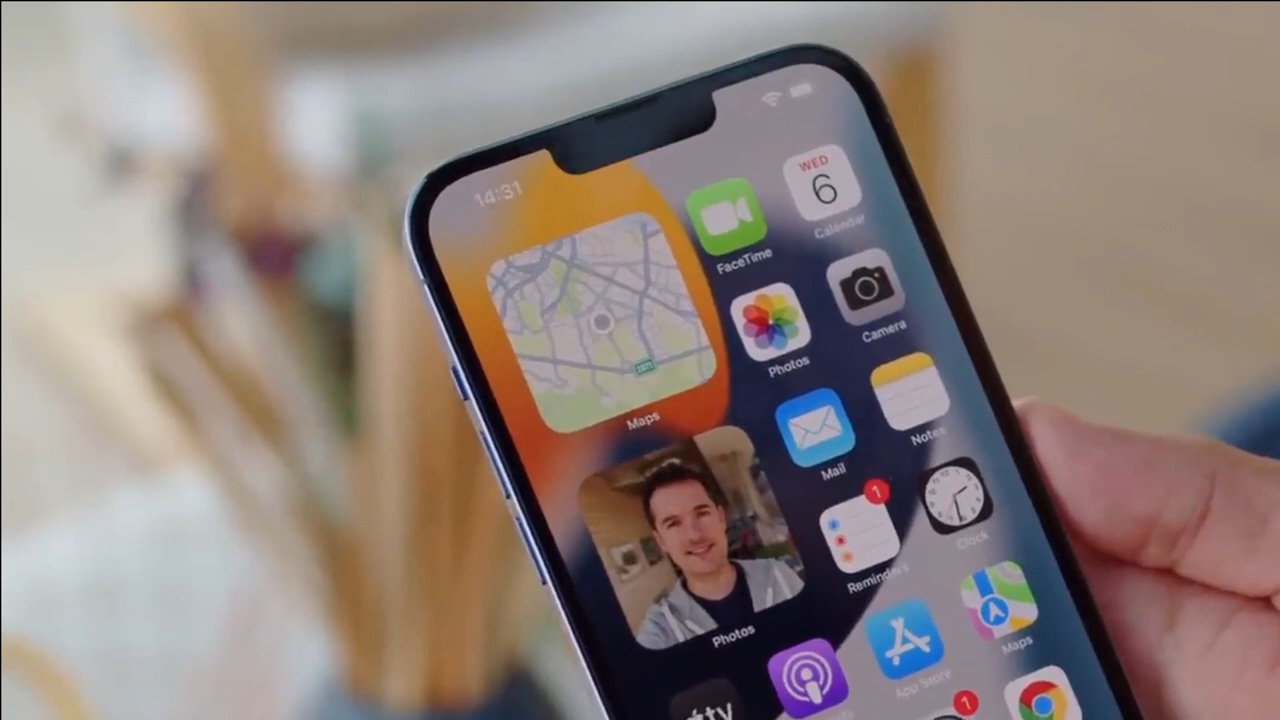 14:31
WED
6
Calendar
FaceTime
Camera
Photos
Maps
Notes
Mail
1
Clock
Reminders
Photos
Maps
App Store
1
tv